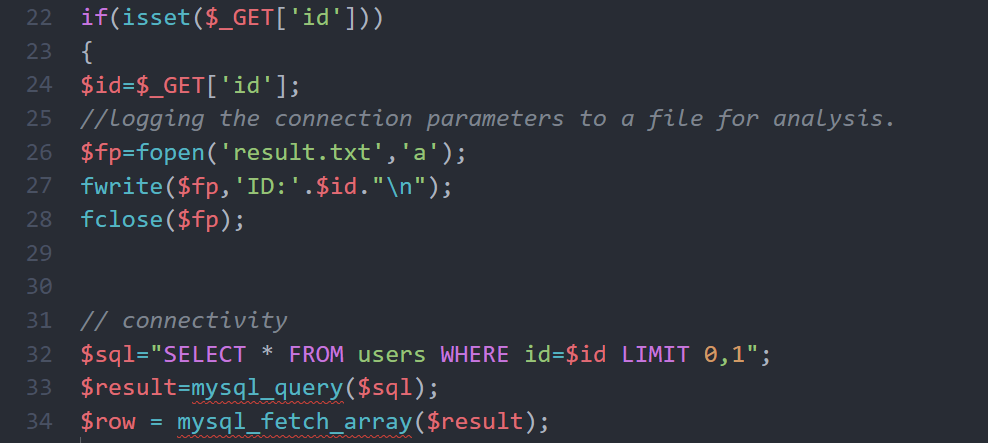 22 if(isset($_GET['id']))
23 {
24 $id=$_GET['id'];
25 //logging the connection parameters to a file for analysis.
26 $fp=fopen('result.txt','a');
27 fwrite($fp,'ID:'.$id."\n");
28 fclose($fp);
29
30
31 // connectivity
32 $sql="SELECT * FROM users WHERE id=$id LIMIT 0,1";
33 $result=mysql_query($sql);
34 $row = mysql_fetch_array($result);